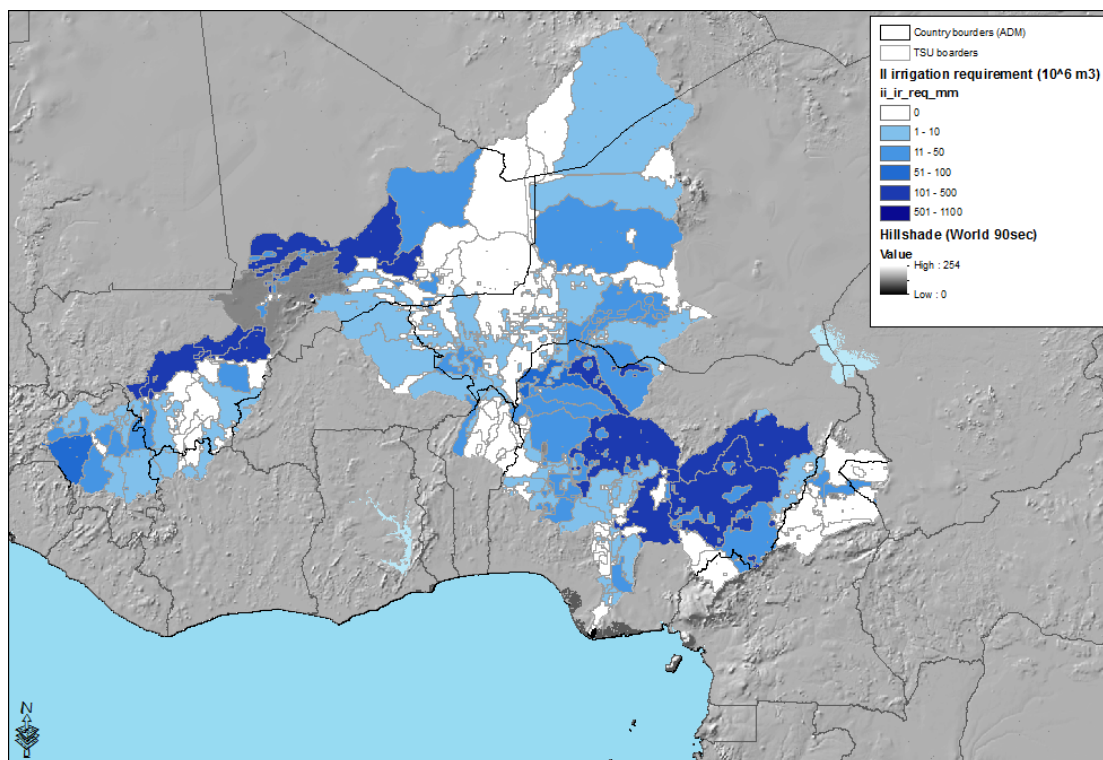 Country bourders (ADM)
TSU boarders
II irrigation requirement (10^6 m3)
ii_ir_req_mm
0
1 - 10
11 - 50
51 - 100
101 - 500
501 - 1100
Hillshade (World 90sec)
Value
High : 254
Low : 0
N